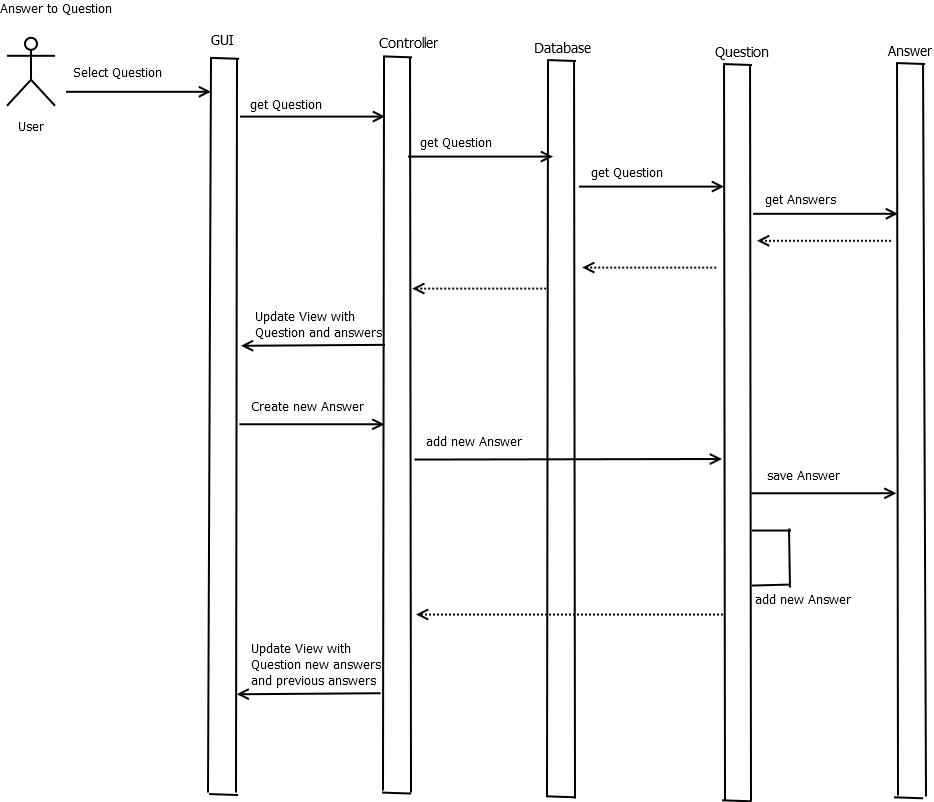 Answer to Question
GUI
Controller
Database
Question
Answer
User
Select Question
get Question
get Question
get Question
get Answers
Update View with
Question and answers
Create new Answer
add new Answer
save Answer
add new Answer
Update View with
Question new answers
and previous answers